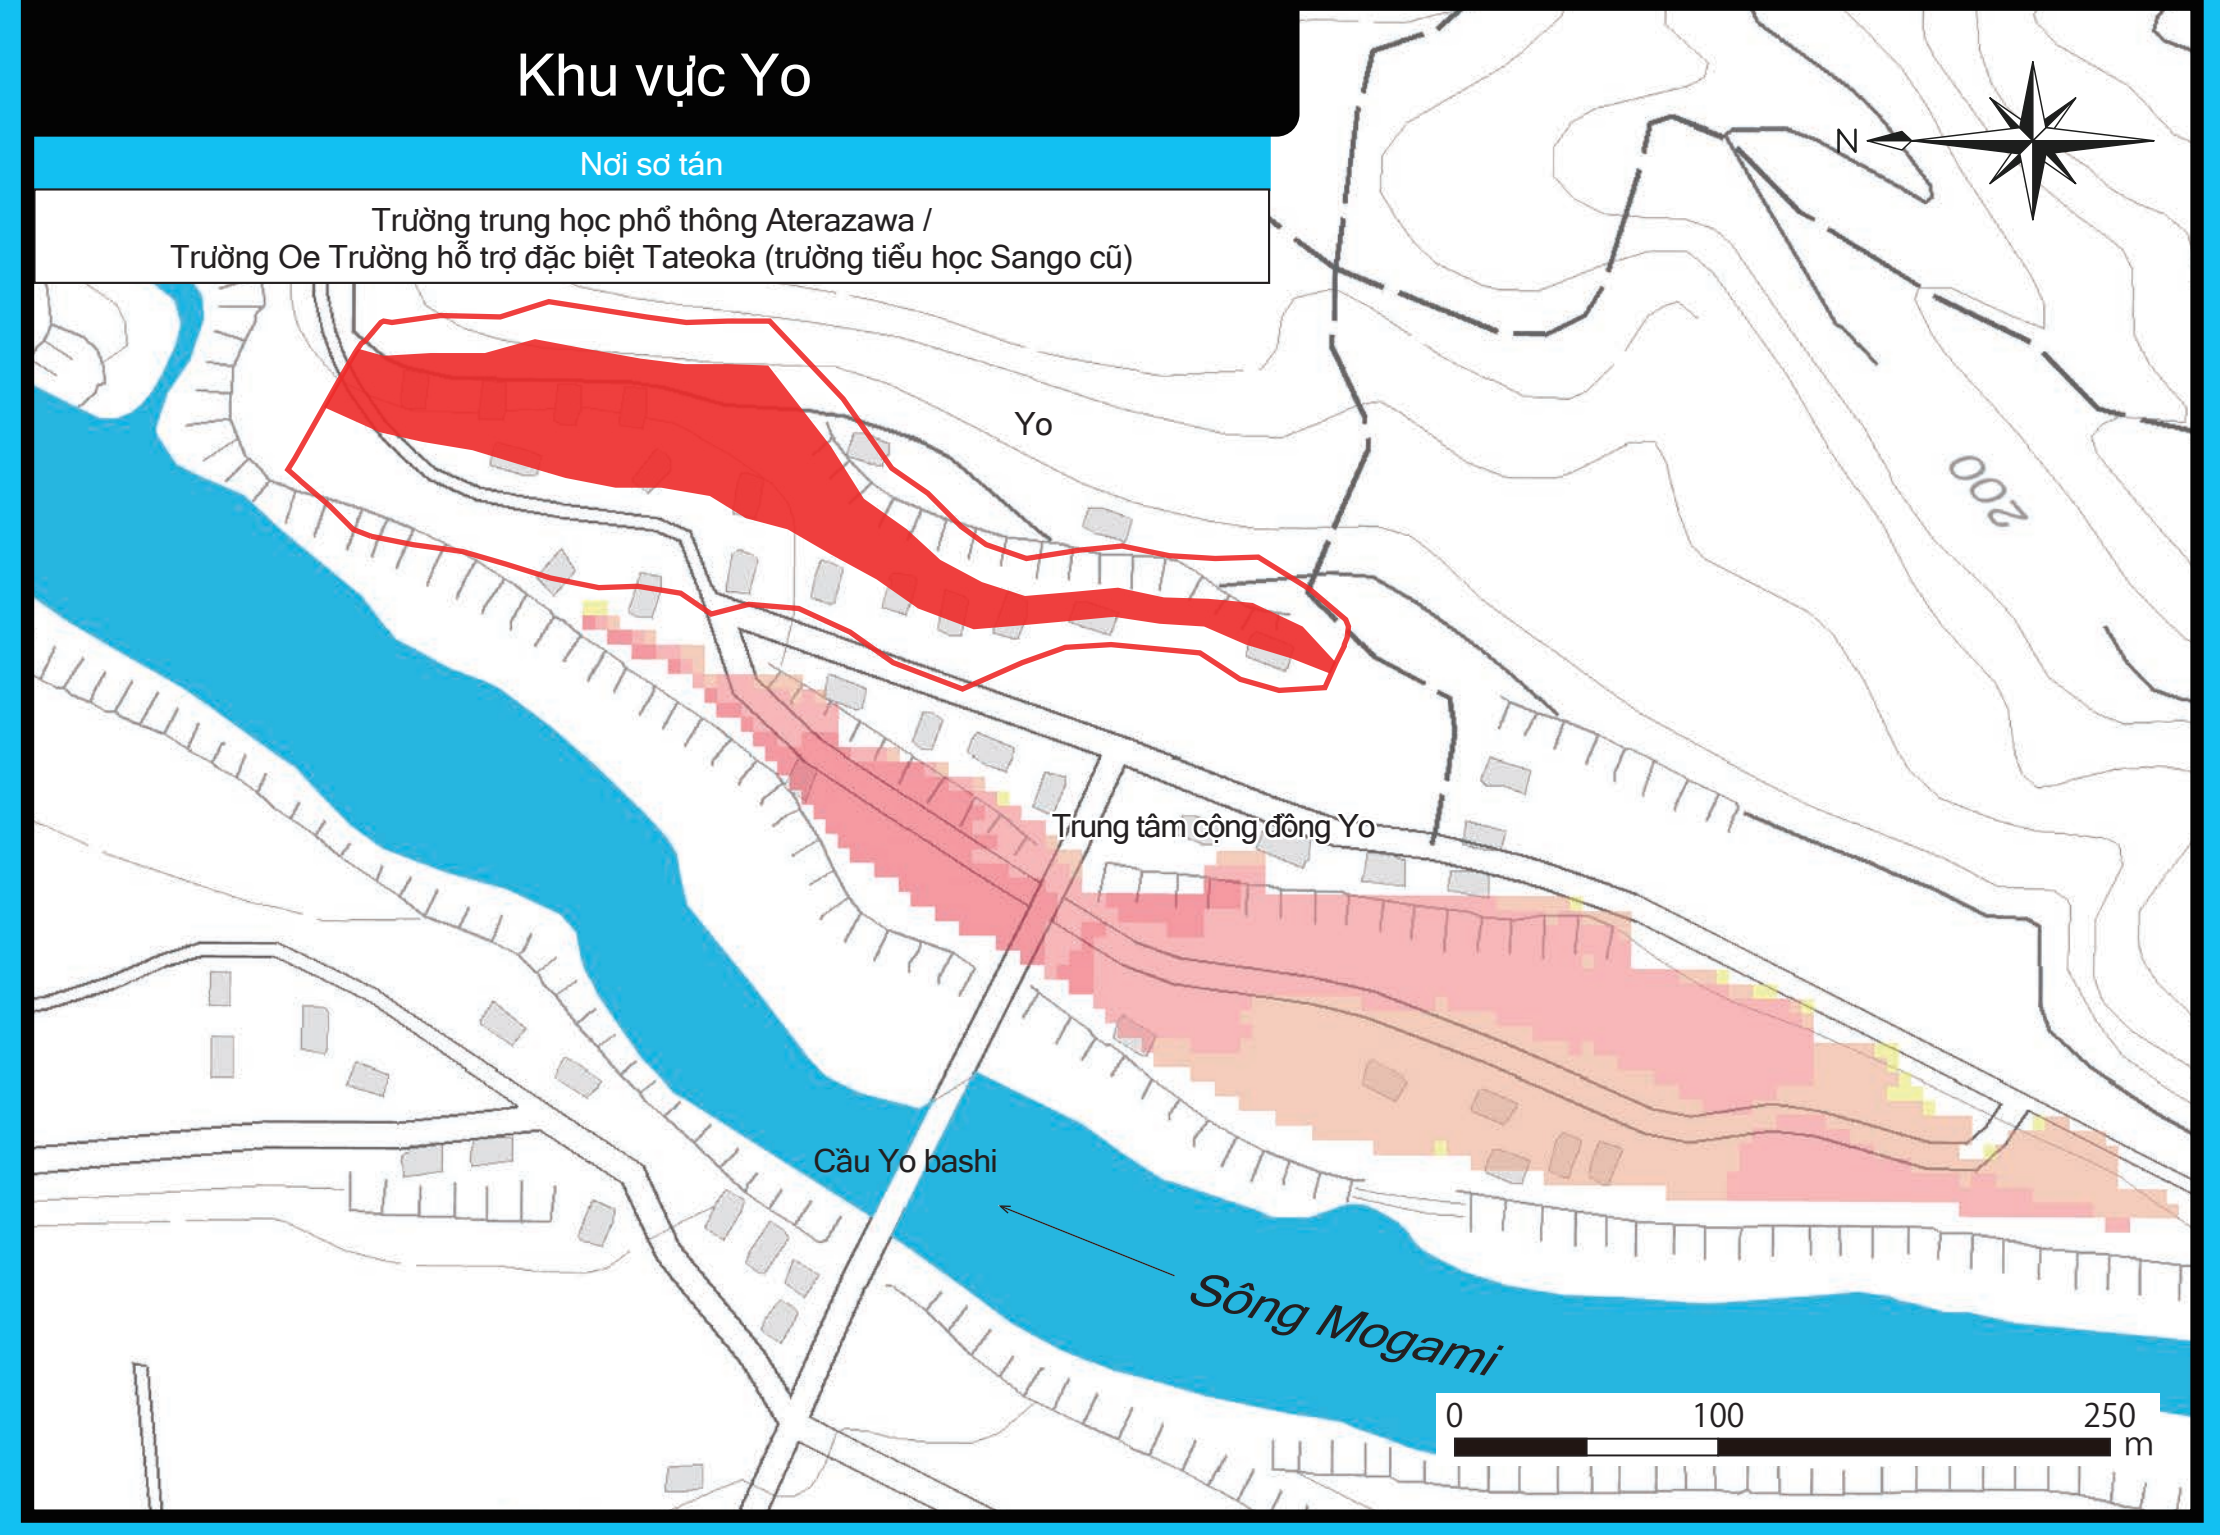 Khu vực Yo
Nơi sơ tán
Trường trung học phổ thông Aterazawa /
Trường Oe Trường hỗ trợ đặc biệt Tateoka (trường tiểu học Sango cũ)
N
Yo
200
Trung tâm cộng đồng Yo
Cầu Yo bashi
Sông Mogami
0 100 250
m